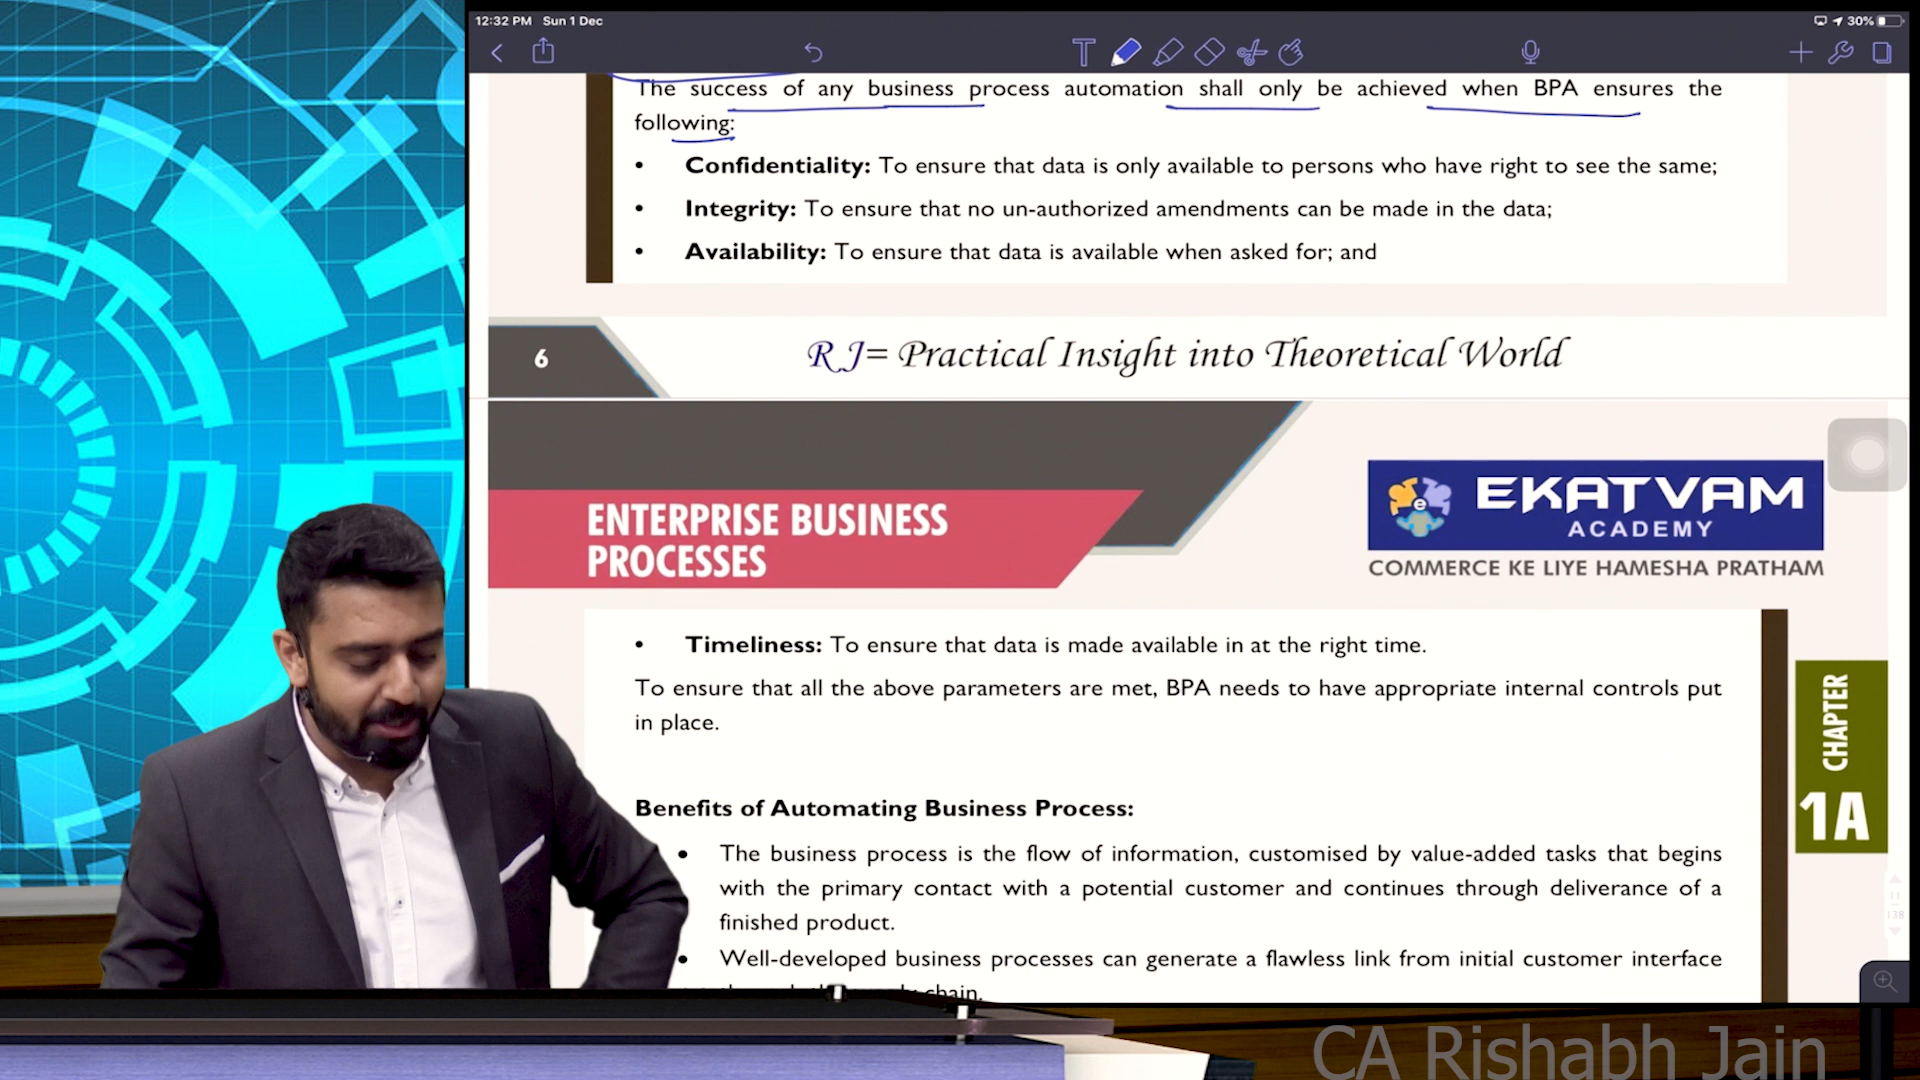 12:32 PM Sun 1 Dec
30%
The success of any business process automation shall only be achieved when BPA ensures the
following:
• Confidentiality: To ensure that data is only available to persons who have right to see the same;
• Integrity: To ensure that no un-authorized amendments can be made in the data;
• Availability: To ensure that data is available when asked for; and
6
RJ= Practical Insight into Theoretical World
ENTERPRISE BUSINESS
PROCESSES
e
EKATVAM
ACADEMY
COMMERCE KE LIYE HAMESHA PRATHAM
• Timeliness: To ensure that data is made available in at the right time.
To ensure that all the above parameters are met, BPA needs to have appropriate internal controls put
in place.
CHAPTER
1A
Benefits of Automating Business Process:
• The business process is the flow of information, customised by value-added tasks that begins
with the primary contact with a potential customer and continues through deliverance of a
finished product.
• Well-developed business processes can generate a flawless link from initial customer interface
chain.
11
138
CA Rishabh Jain